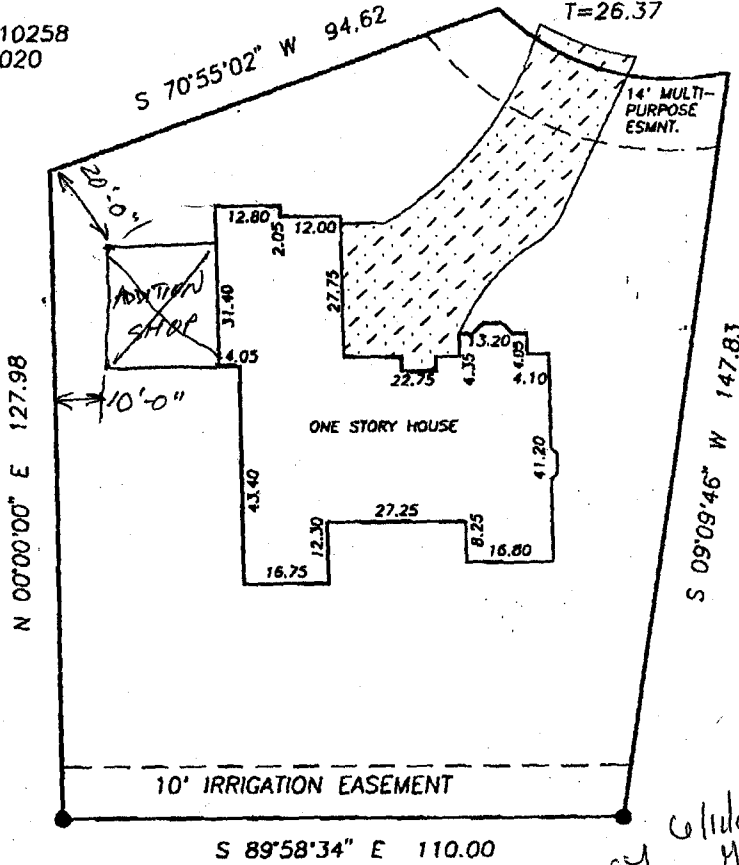 10258
020
T=26.37
S 70°55'02" W 94.62
14' MULTI-
PURPOSE
ESMNT.
20'-0"
12.80
2.05
12.00
ADDITION
SHOP
31.40
27.75
4.05
13.20
4.35
4.05
22.75
4.10
10'-0"
ONE STORY HOUSE
N 00°00'00" E 127.98
S 09°09'46" W 147.83
41.20
43.40
27.25
12.30
8.25
16.80
16.75
10' IRRIGATION EASEMENT
S 89°58'34" E 110.00